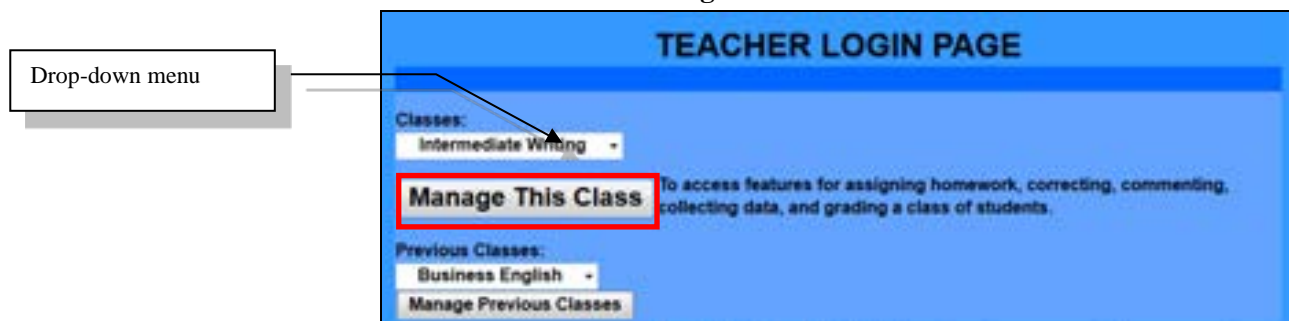 TEACHER LOGIN PAGE
Drop-down menu
Classes:
Intermediate Writing
Manage This Class
To access features for assigning homework, correcting, commenting,
collecting data, and grading a class of students.
Previous Classes:
Business English
Manage Previous Classes